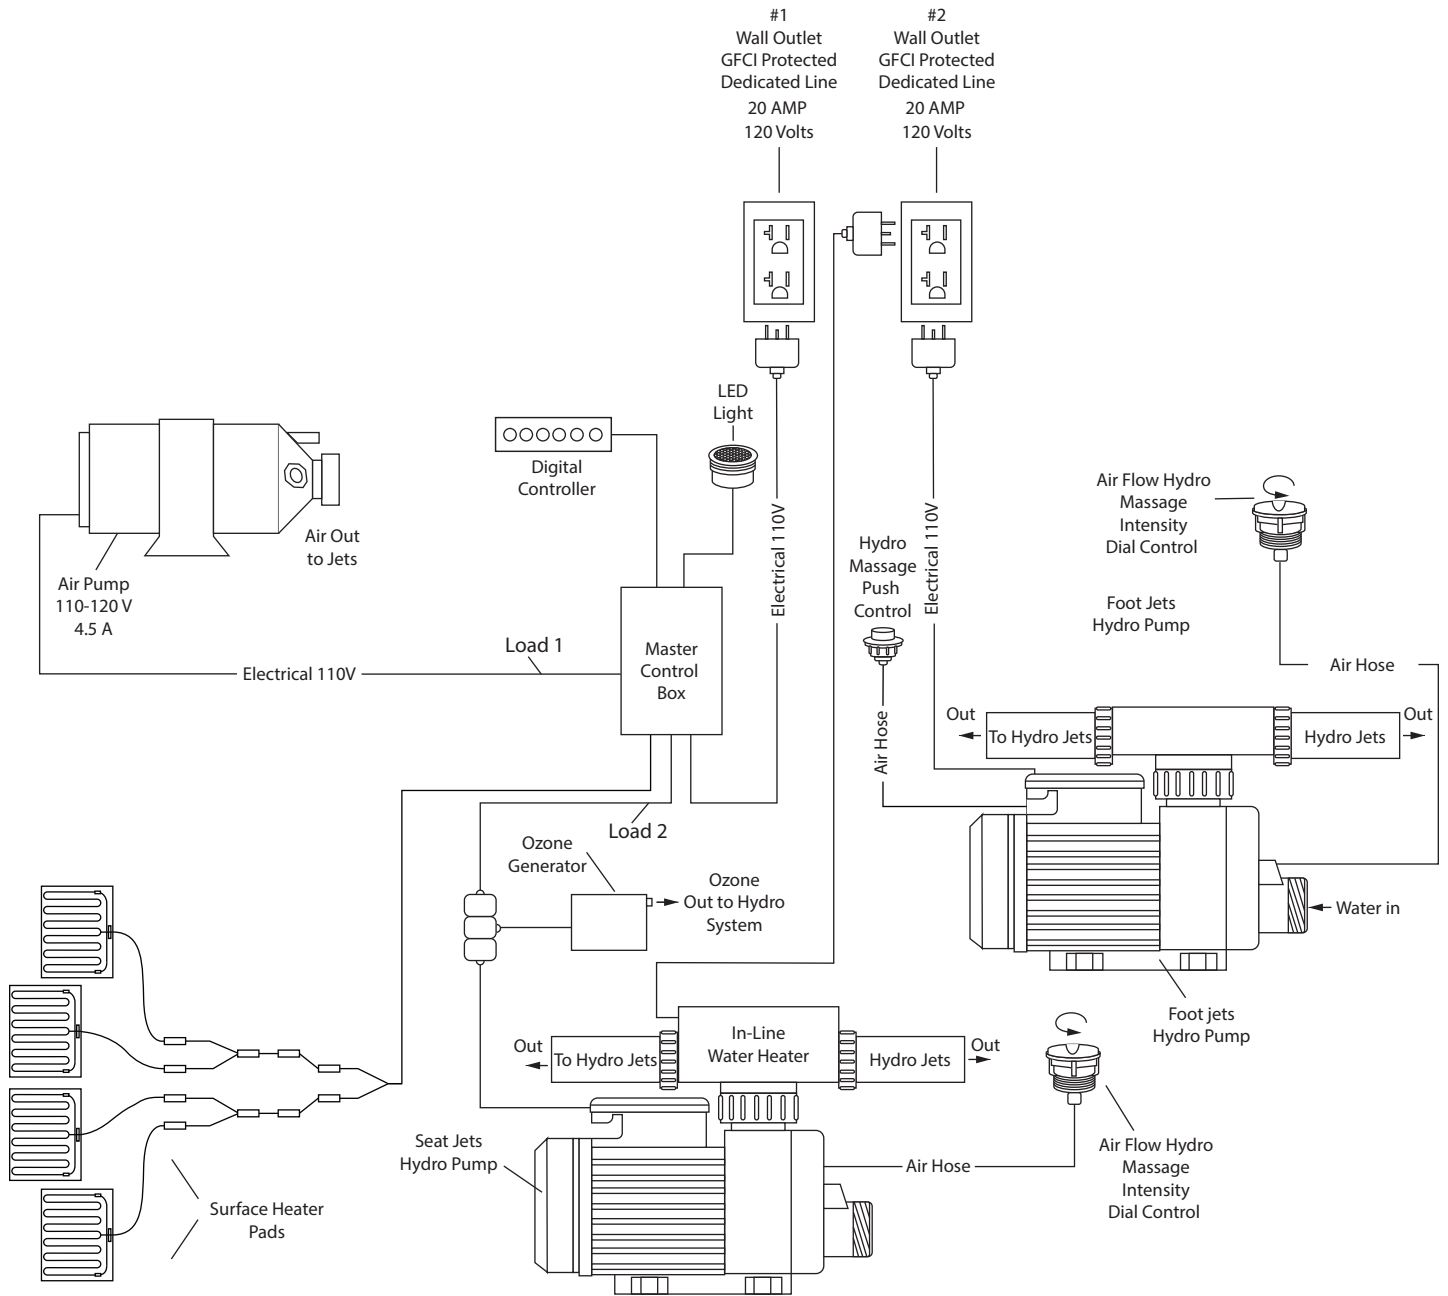 #1
Wall Outlet
GFCI Protected
Dedicated Line
20 AMP
120 Volts
#2
Wall Outlet
GFCI Protected
Dedicated Line
20 AMP
120 Volts
LED
Light
Digital
Controller
Air Out
to Jets
Air Pump
110-120 V
4.5 A
Electrical 110V
Load 1
Master
Control
Box
Electrical 110V
Hydro
Massage
Push
Control
Electrical 110V
Air Flow Hydro
Massage
Intensity
Dial Control
Foot Jets
Hydro Pump
Air Hose
Air Hose
Out
To Hydro Jets
Hydro Jets
Out
Load 2
Ozone
Generator
Ozone
Out to Hydro
System
Water in
Foot jets
Hydro Pump
In-Line
Water Heater
Out
To Hydro Jets
Hydro Jets
Out
Seat Jets
Hydro Pump
Air Hose
Air Flow Hydro
Massage
Intensity
Dial Control
Surface Heater
Pads